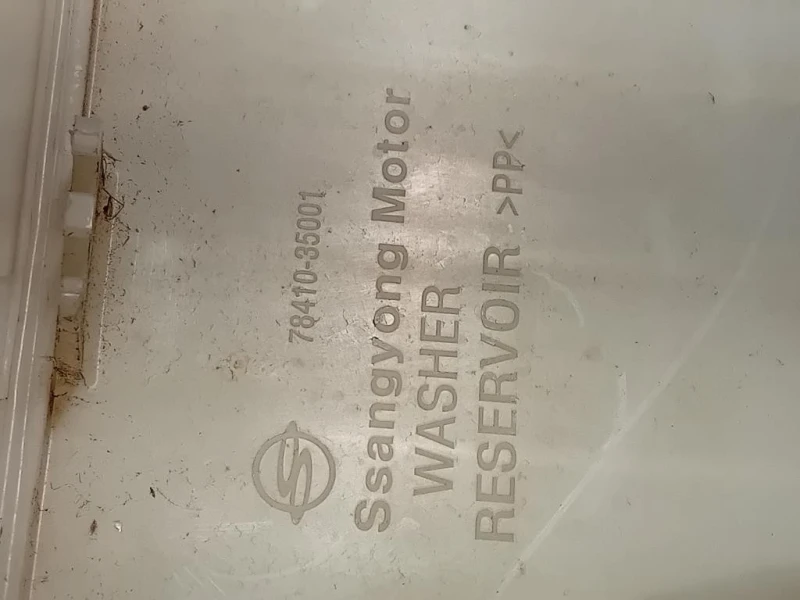 78410-35001
Ssangyong Motor
WASHER
RESERVOIR >PP<